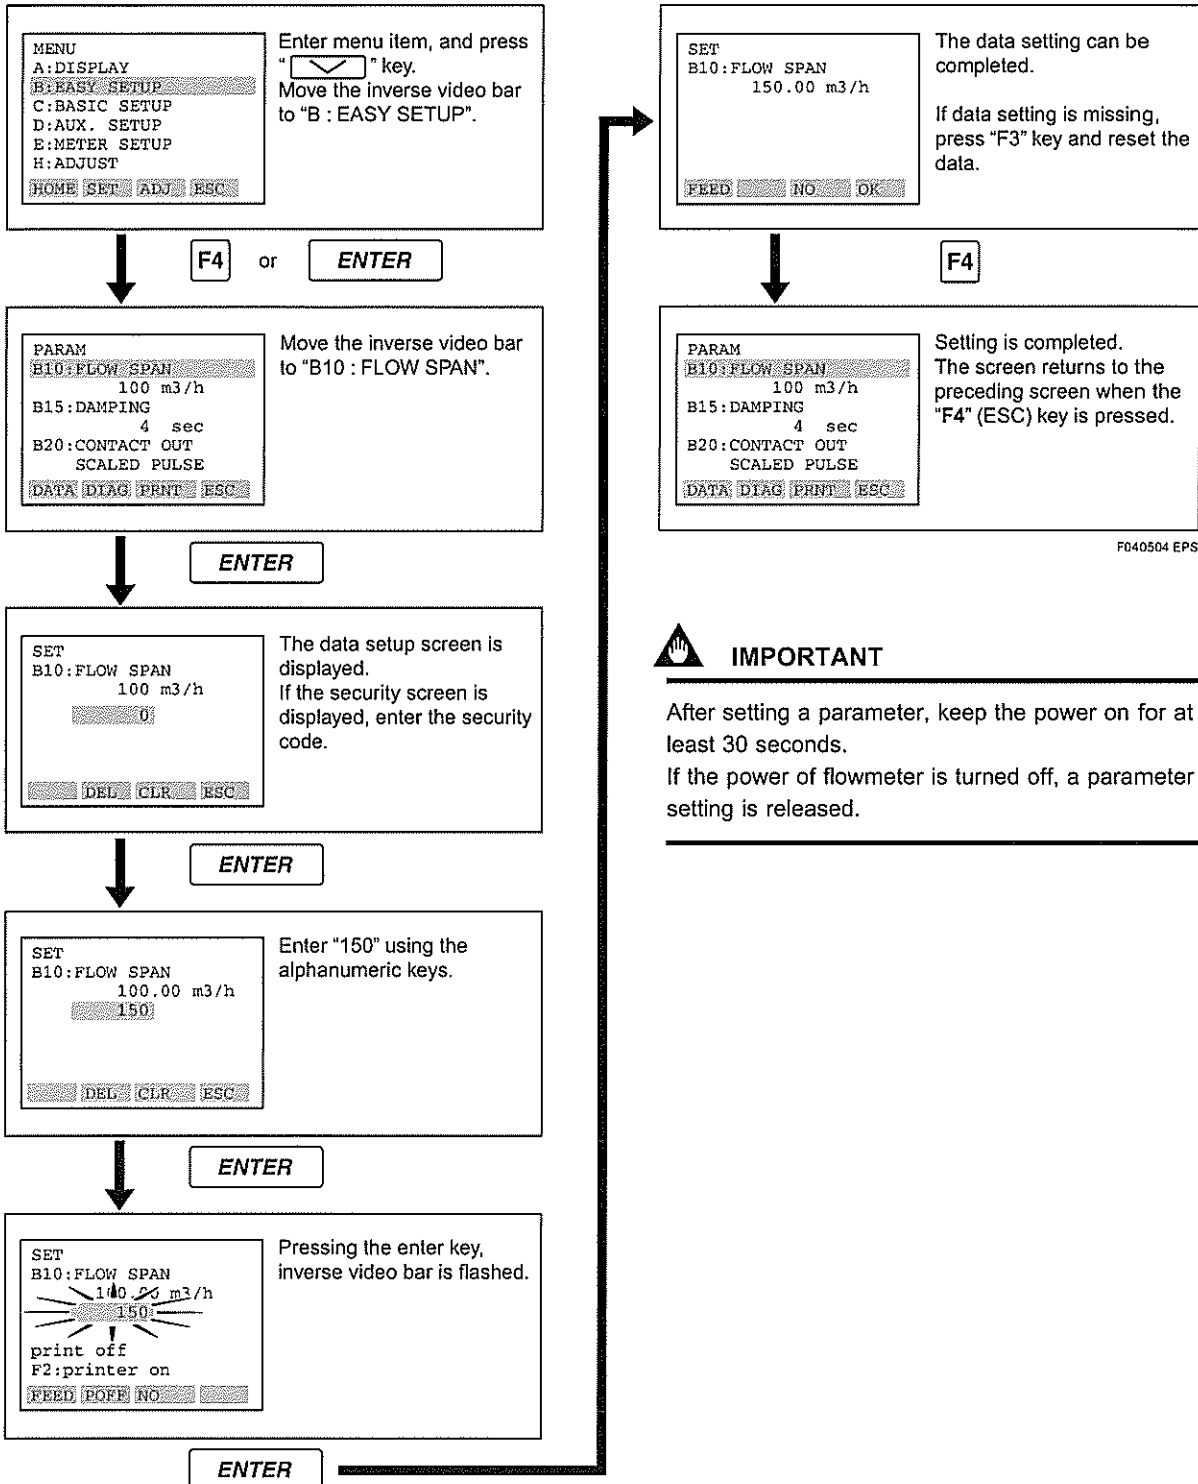 MENU
A:DISPLAY
B:EASY SETUP
C:BASIC SETUP
D:AUX. SETUP
E:METER SETUP
H:ADJUST
HOME SET ADJ ESC
Enter menu item, and press
" " key.
Move the inverse video bar
to "B : EASY SETUP".
F4 or ENTER
PARAM
B10:FLOW SPAN
100 m3/h
B15:DAMPING
4 sec
B20:CONTACT OUT
SCALED PULSE
DATA DIAG PRNT ESC
Move the inverse video bar
to "B10 : FLOW SPAN".
ENTER
SET
B10:FLOW SPAN
100 m3/h
0
DEL CLR ESC
The data setup screen is
displayed.
If the security screen is
displayed, enter the security
code.
ENTER
SET
B10:FLOW SPAN
100.00 m3/h
150
DEL CLR ESC
Enter "150" using the
alphanumeric keys.
ENTER
SET
B10:FLOW SPAN
100.00 m3/h
150
print off
F2:printer on
FEED POFF NO
Pressing the enter key,
inverse video bar is flashed.
ENTER
SET
B10:FLOW SPAN
150.00 m3/h
FEED NO OK
The data setting can be
completed.
If data setting is missing,
press "F3" key and reset the
data.
F4
PARAM
B10:FLOW SPAN
100 m3/h
B15:DAMPING
4 sec
B20:CONTACT OUT
SCALED PULSE
DATA DIAG PRNT ESC
Setting is completed.
The screen returns to the
preceding screen when the
"F4" (ESC) key is pressed.
F040504 EPS
IMPORTANT
After setting a parameter, keep the power on for at
least 30 seconds.
If the power of flowmeter is turned off, a parameter
setting is released.